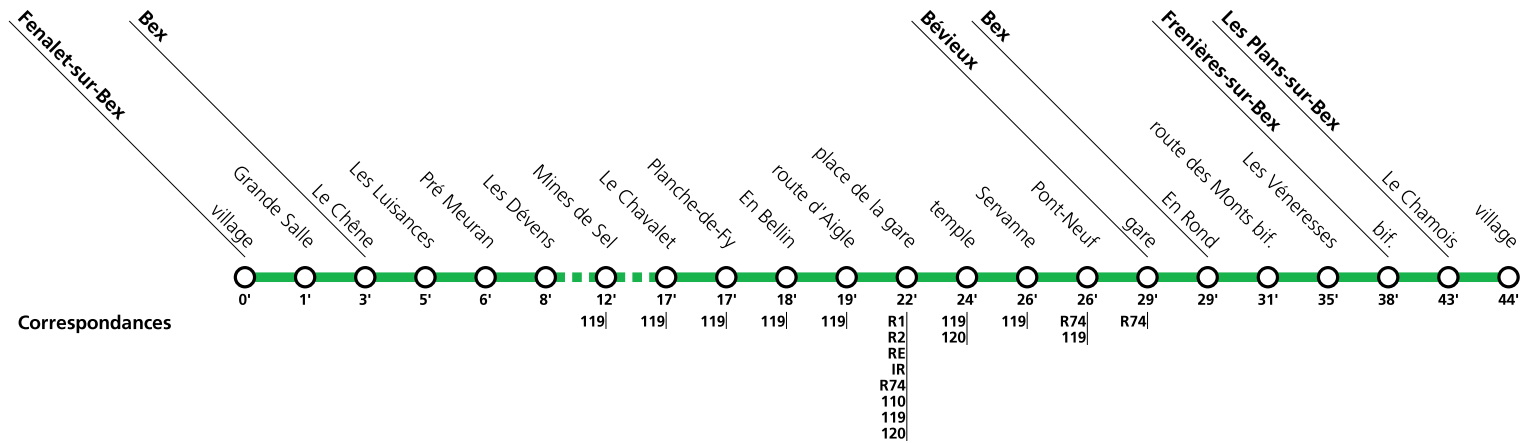 Fenalet-sur-Bex
Bex
Bévieux
Bex
Frenières-sur-Bex
Les Plans-sur-Bex
village
Grande Salle
Le Chêne
Les Luisances
Pré Meuran
Les Dévens
Mines de Sel
Le Chavalet
Planche-de-Fy
En Bellin
route d'Aigle
place de la gare
temple
Servanne
Pont-Neuf
gare
En Rond
route des Monts bif.
Les Véneresses
bif.
Le Chamois
village
0' 1' 3' 5' 6' 8' 12' 17' 17' 18' 19' 22' 24' 26' 26' 29' 29' 31' 35' 38' 43' 44'
Correspondances 119 119 119 119 119 R1 119 119 R74 R74
R2 120 119
RE
IR
R74
110
119
120